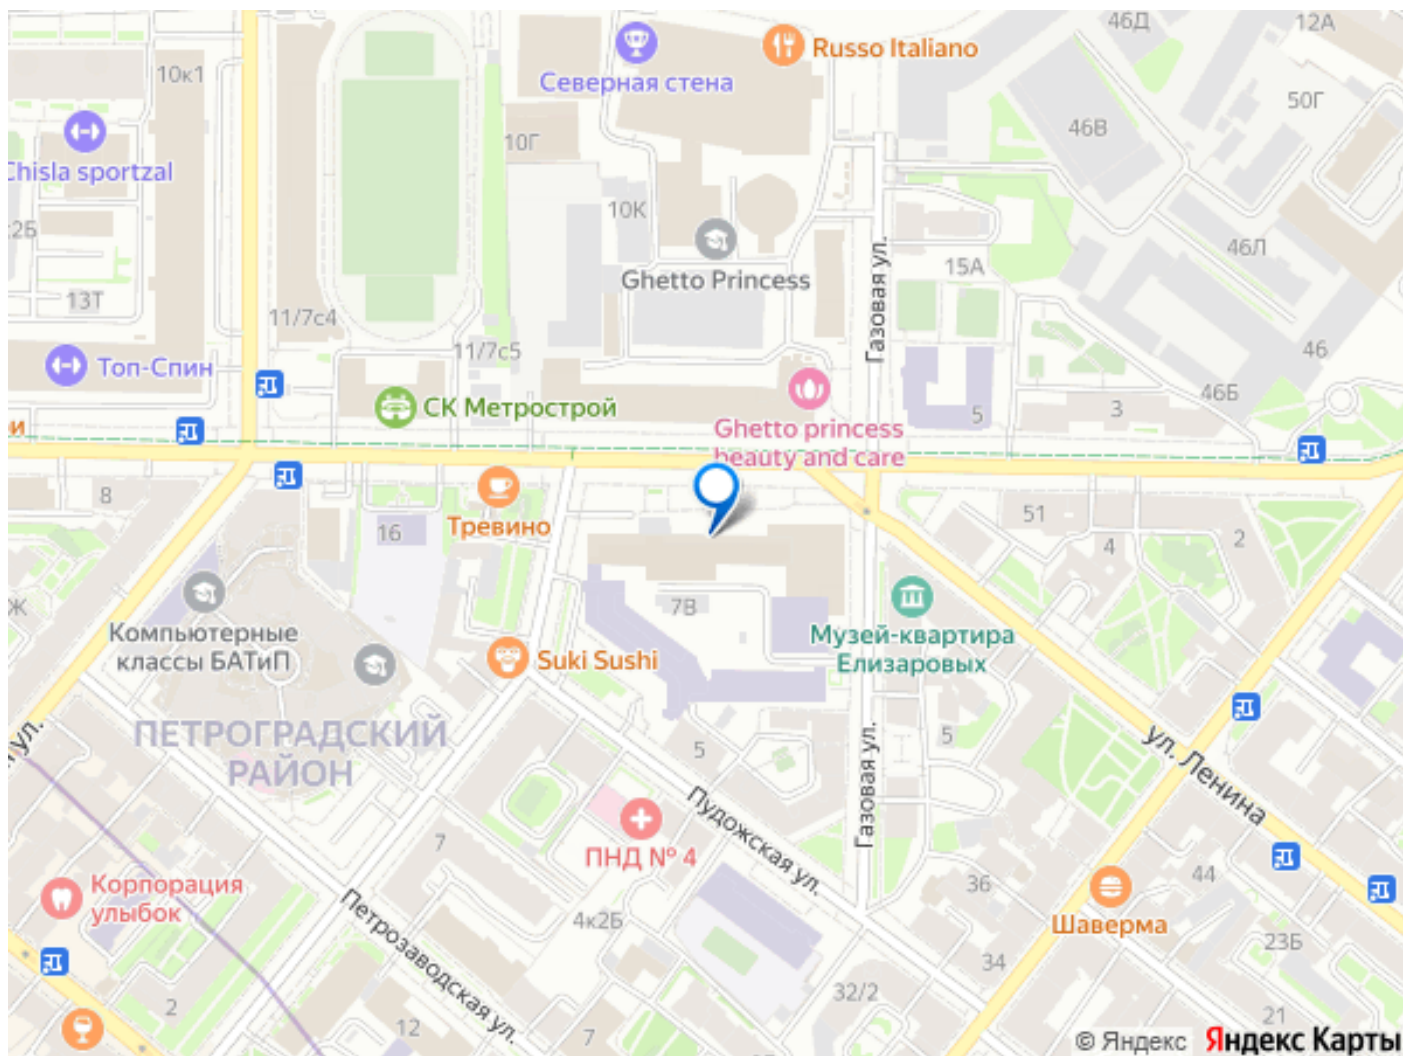 46Д
12А
Russo Italiano
Северная стена
10к1
50Г
46В
10Г
Chisla sportzal
10К
к2Б
46Л
Газовая ул.
15А
Ghetto Princess
13Т
11/7с4
46
11/7с5
Топ-Спин
46Б
СК Метрострой
3
5
и
Ghetto princess
beauty and care
8
51
Тревино
16
2
4
7В
Ж
Компьютерные
классы БАТиП
Музей-квартира
Елизаровых
Suki Sushi
ПЕТРОГРАДСКИЙ
РАЙОН
ул.
5
5
ул. Ленина
Газовая ул.
Пудожская ул.
7
ПНД № 4
Корпорация
улыбок
36
44
Петрозаводская ул.
4к2Б
Шаверма
23Б
34
32/2
2
12
7
21
© Яндекс Яндекс Карты